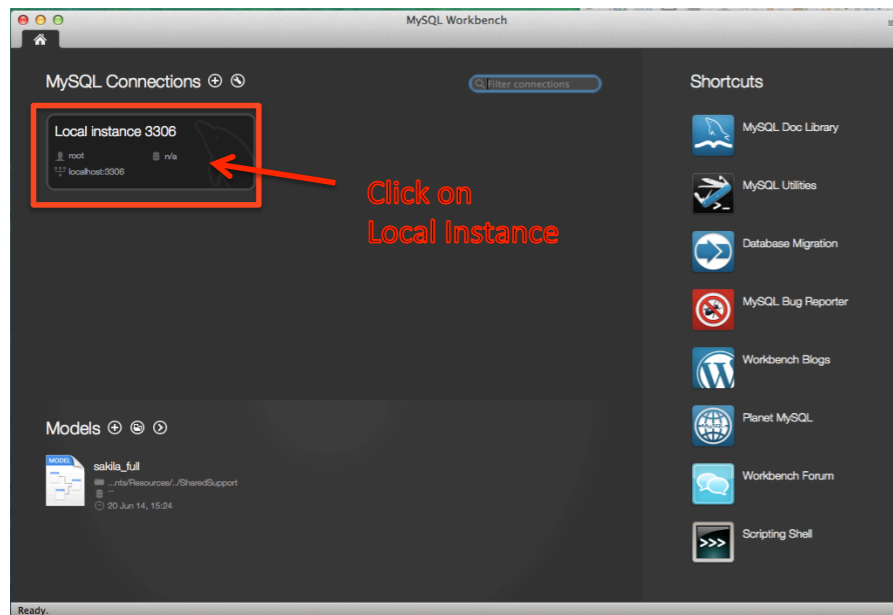 MySQL Workbench
MySQL Connections
Filter connections
Local instance 3306
root
n/a
localhost:3306
Click on
Local Instance
Shortcuts
MySQL Doc Library
MySQL Utilities
Database Migration
MySQL Bug Reporter
Workbench Blogs
Planet MySQL
Workbench Forum
Scripting Shell
Models
MODEL
sakila_full
...nts/Resources/../SharedSupport
--
20 Jun 14, 15:24
Ready.